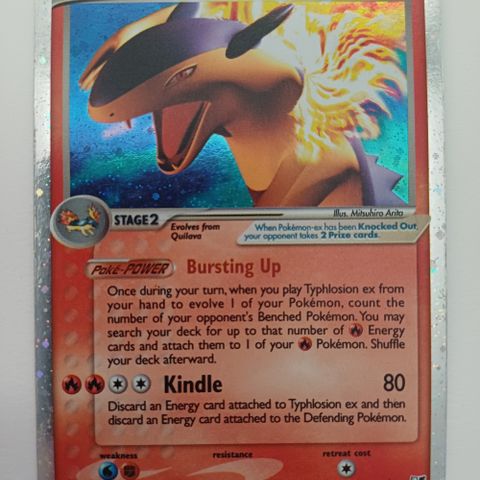 Illus. Mitsuhiro Arita
STAGE 2
Evolves from
Quilava
When Pokémon-ex has been Knocked Out,
your opponent takes 2 Prize cards.
Poké-POWER Bursting Up
Once during your turn, when you play Typhlosion ex from
your hand to evolve 1 of your Pokémon, count the
number of your opponent's Benched Pokémon. You may
search your deck for up to that number of Energy
cards and attach them to 1 of your Pokémon. Shuffle
your deck afterward.
Kindle 80
Discard an Energy card attached to Typhlosion ex and then
discard an Energy card attached to the Defending Pokémon.
weakness resistance retreat cost